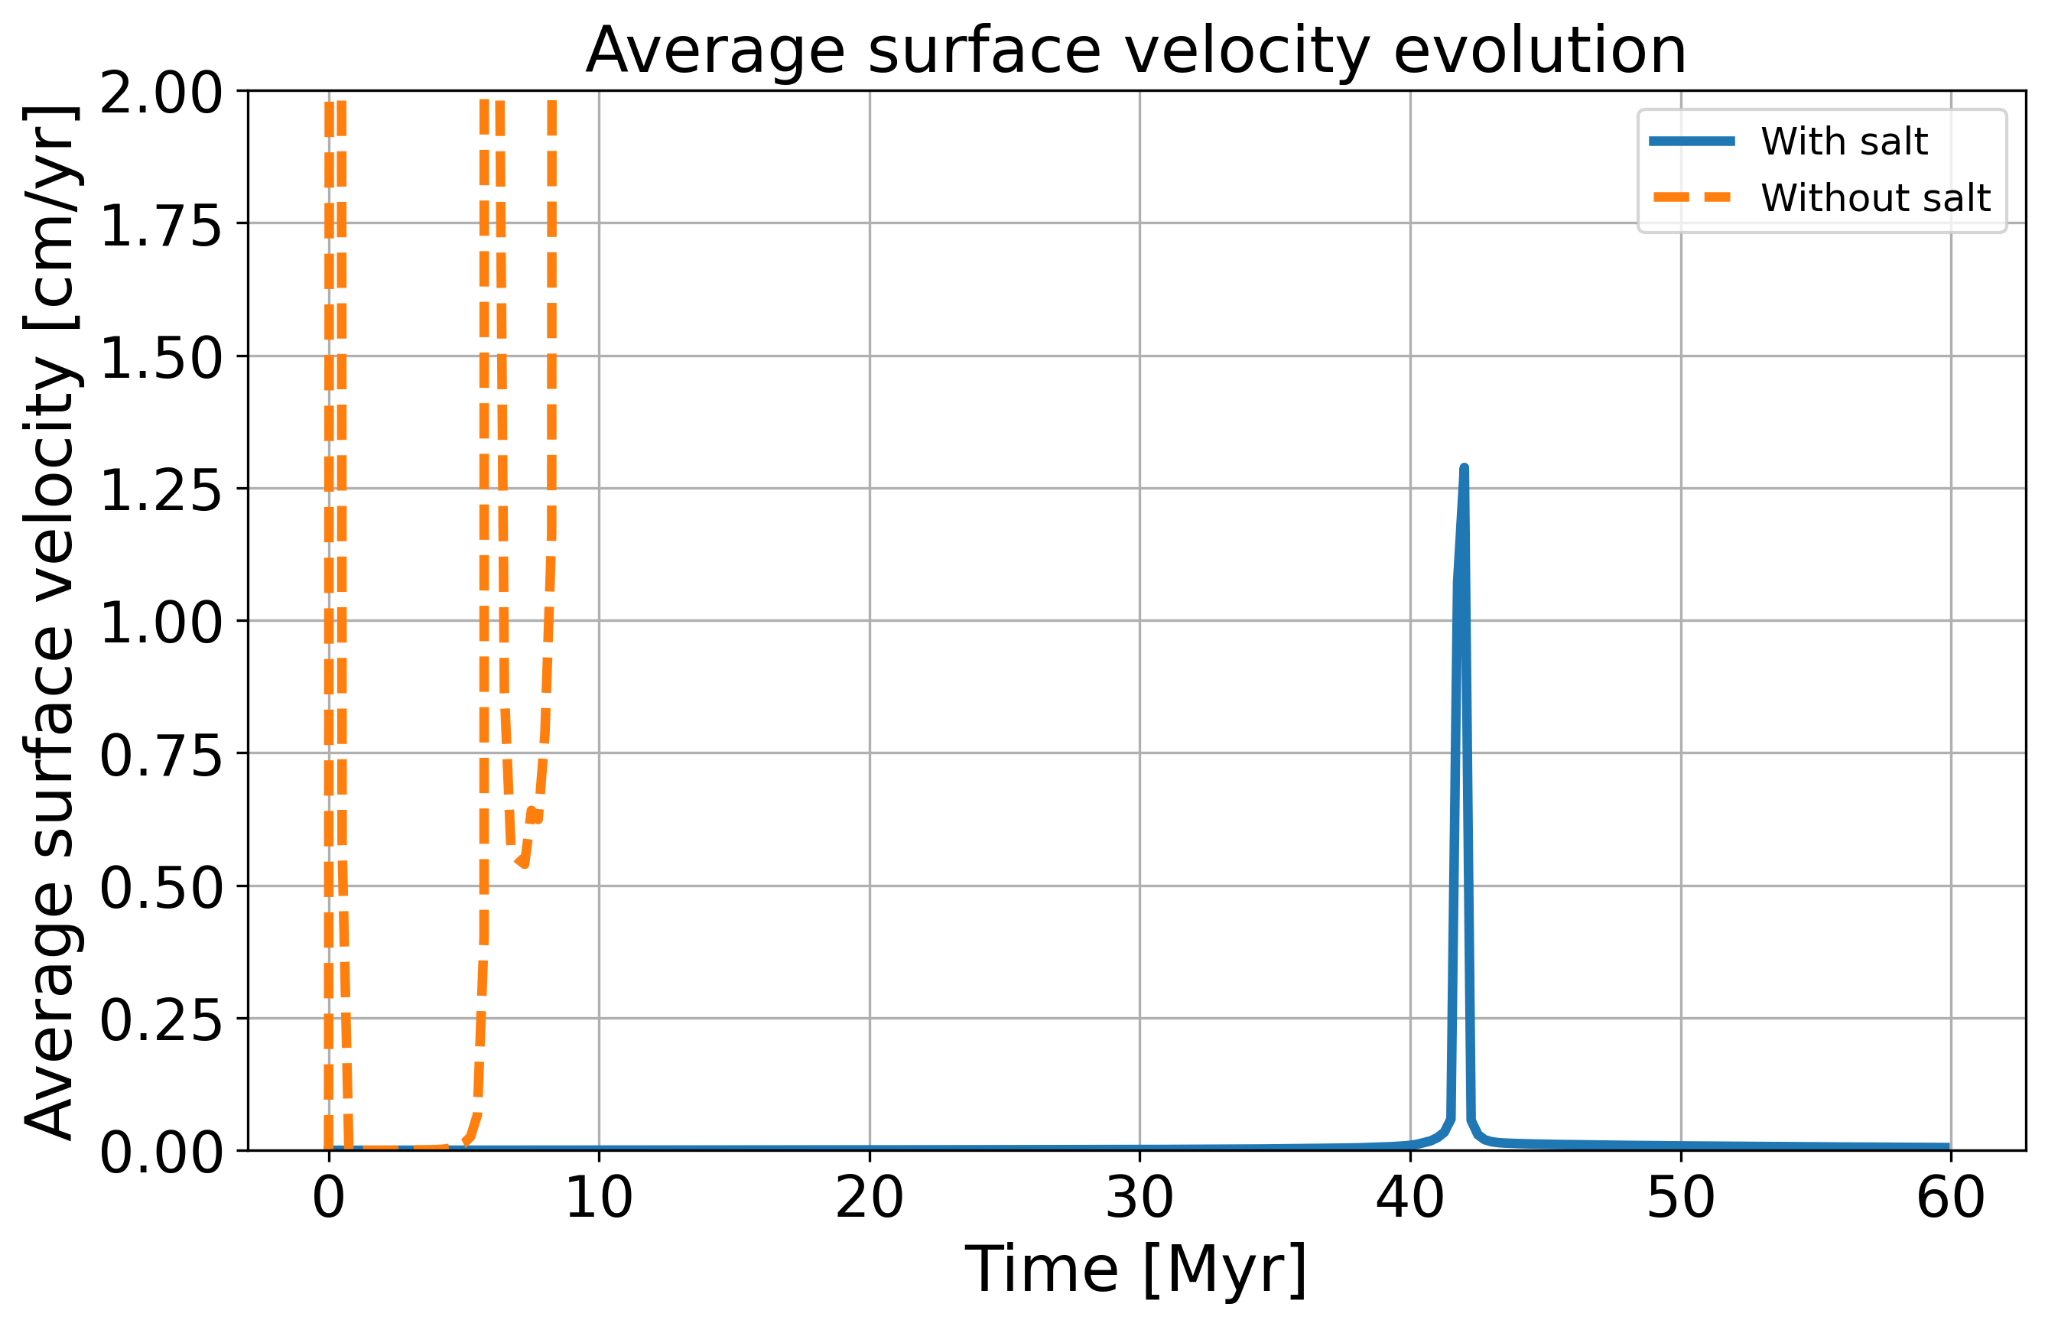 Average surface velocity evolution
Average surface velocity [cm/yr]
2.00
1.75
1.50
1.25
1.00
0.75
0.50
0.25
0.00
With salt
Without salt
0 10 20 30 40 50 60
Time [Myr]